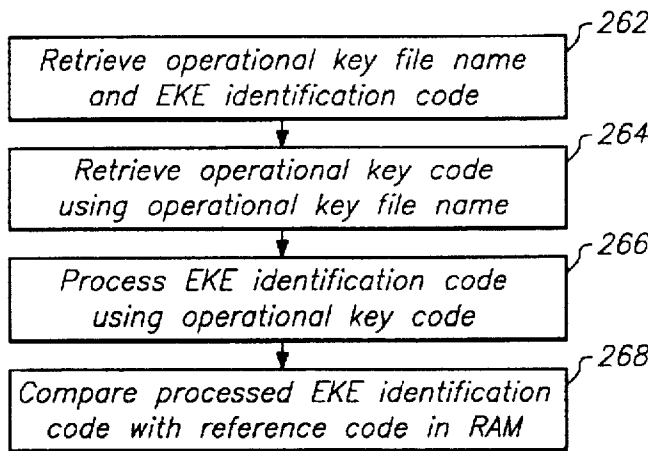 262
Retrieve operational key file name
and EKE identification code
264
Retrieve operational key code
using operational key file name
266
Process EKE identification code
using operational key code
268
Compare processed EKE identification
code with reference code in RAM